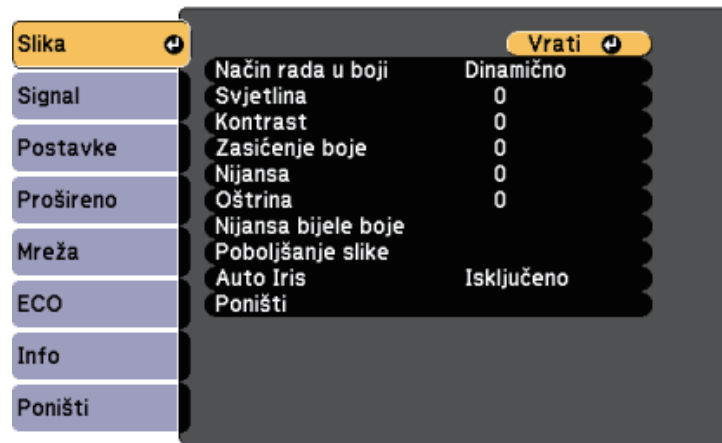 Slika
Signal
Postavke
Prošireno
Mreža
ECO
Info
Poništi
Vrati
Način rada u boji Dinamično
Svjetlina 0
Kontrast 0
Zasićenje boje 0
Nijansa 0
Oštrina 0
Nijansa bijele boje
Poboljšanje slike
Auto Iris Isključeno
Poništi